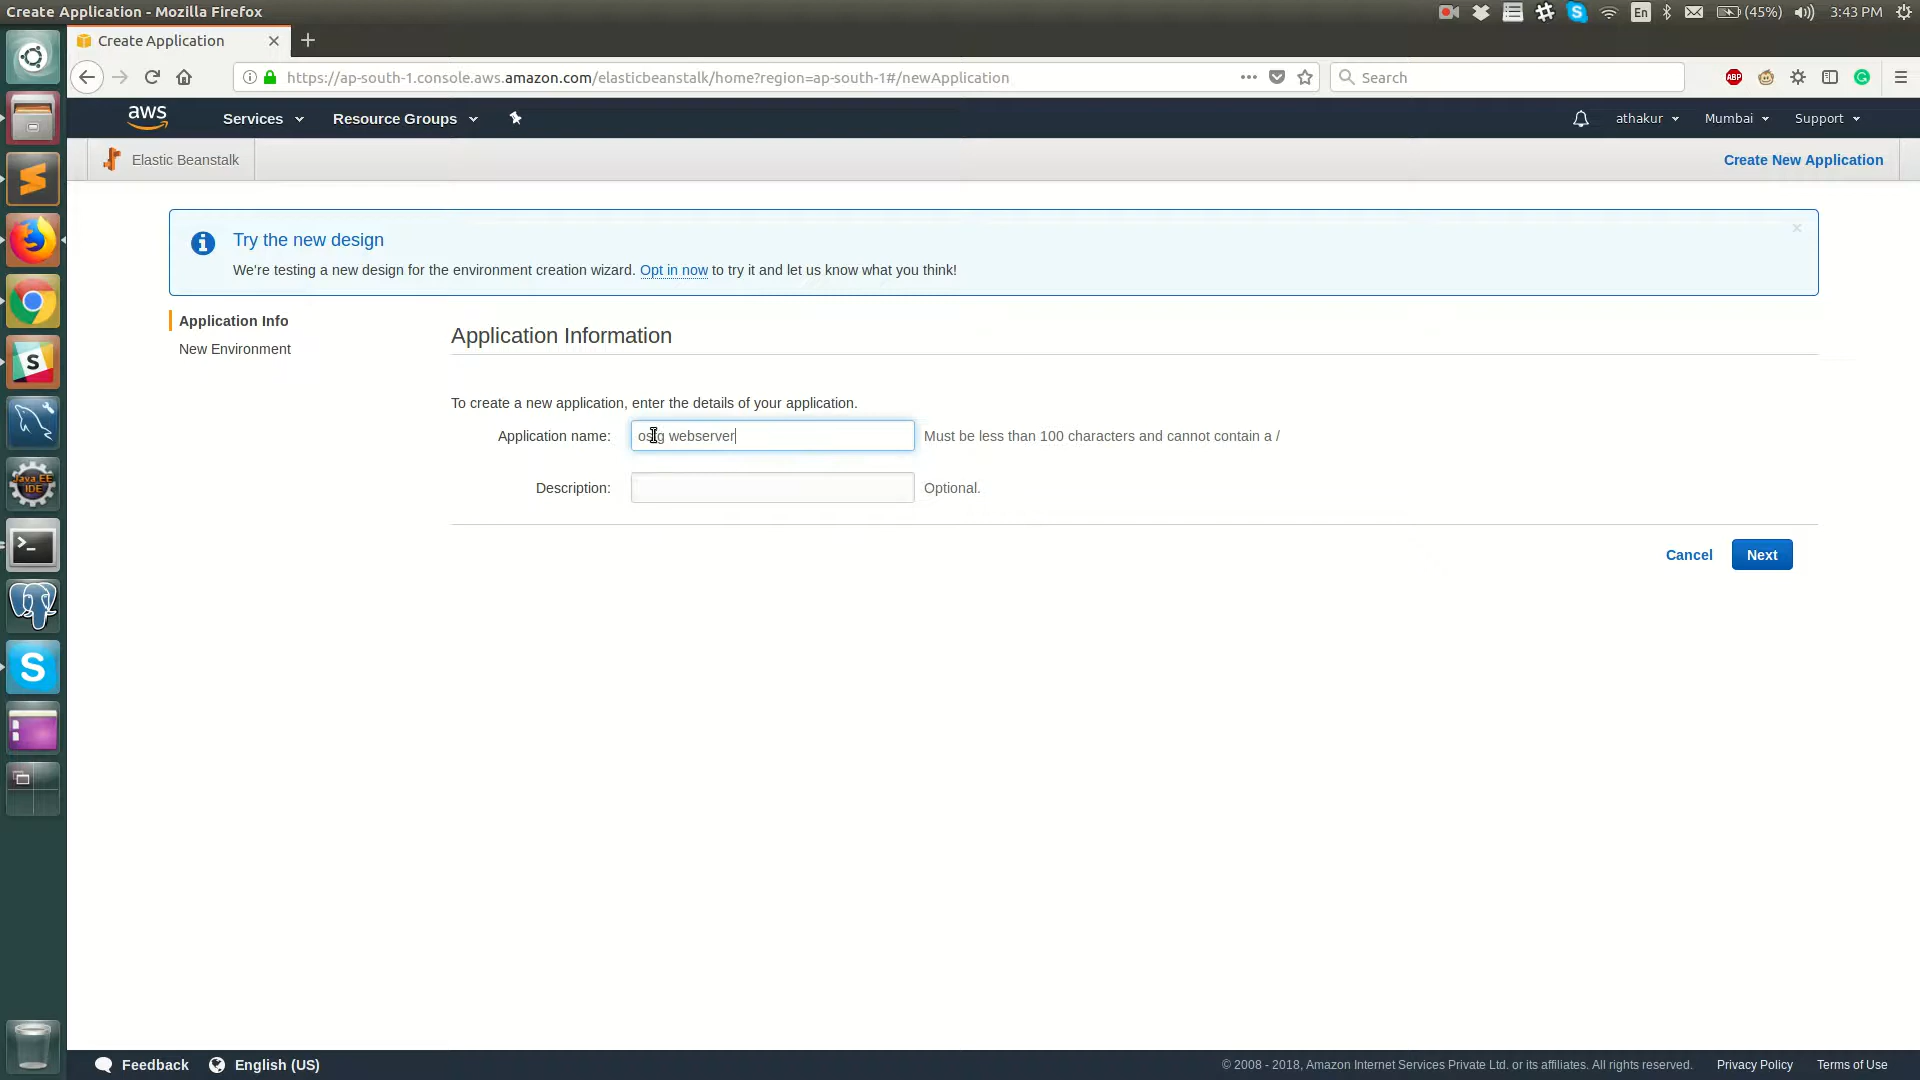 Create Application - Mozilla Firefox
En
(45%)
3:43 PM
Create Application
https://ap-south-1.console.aws.amazon.com/elasticbeanstalk/home?region=ap-south-1#/newApplication
Search
ABP
aws
Services
Resource Groups
athakur
Mumbai
Support
Elastic Beanstalk
Create New Application
Try the new design
We're testing a new design for the environment creation wizard. Opt in now to try it and let us know what you think!
Application Info
New Environment
Application Information
To create a new application, enter the details of your application.
Application name:
webserver
Must be less than 100 characters and cannot contain a /
Description:
Optional.
Cancel
Next
Java EE
IDE
Feedback
English (US)
© 2008 - 2018, Amazon Internet Services Private Ltd. or its affiliates. All rights reserved.
Privacy Policy
Terms of Use